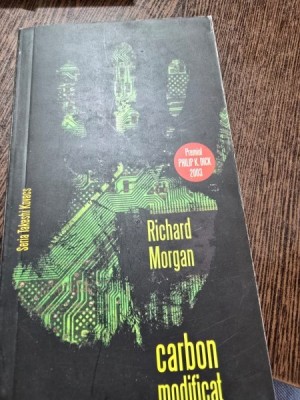 Premiul
PHILIP K. DICK
2003
Seria Takeshi Kovacs
Richard
Morgan
carbon
modificat